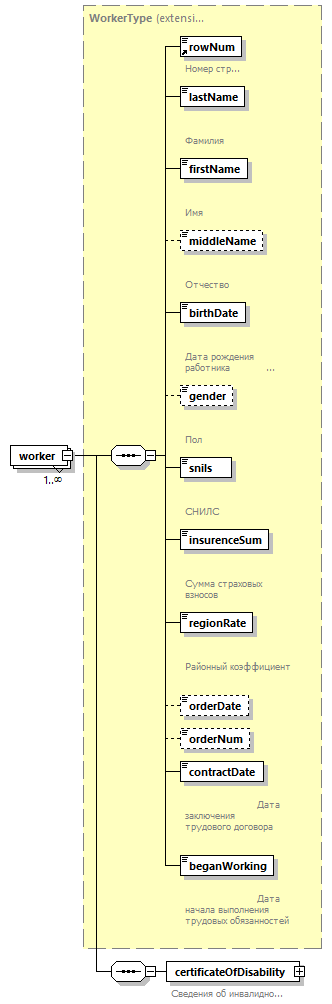 WorkerType (extensi...
rowNum
Номер стр...
lastName
Фамилия
firstName
Имя
middleName
Отчество
birthDate
Дата рождения
работника ...
gender
Пол
worker
1..∞
snils
СНИЛС
insurenceSum
Сумма страховых
взносов
regionRate
Районный коэффициент
orderDate
orderNum
contractDate
Дата
заключения
трудового договора
beganWorking
Дата
начала выполнения
трудовых обязанностей
certificateOfDisability
Сведения об инвалидно...